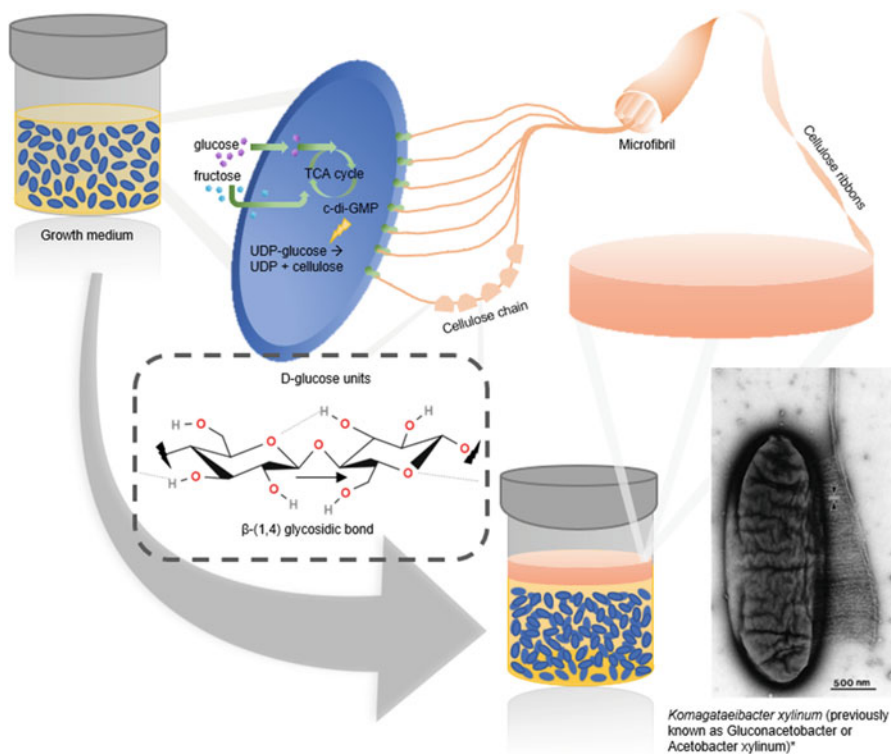 glucose
fructose
TCA cycle
c-di-GMP
UDP-glucose →
UDP + cellulose
Growth medium
Microfibril
Cellulose ribbons
Cellulose chain
D-glucose units
H
O
O
H
O
O
H
O
O
H
O
O
H
O
O
H
O
β-(1,4) glycosidic bond
500 nm
Komagataeibacter xylinum (previously
known as Gluconacetobacter or
Acetobacter xylinum)*